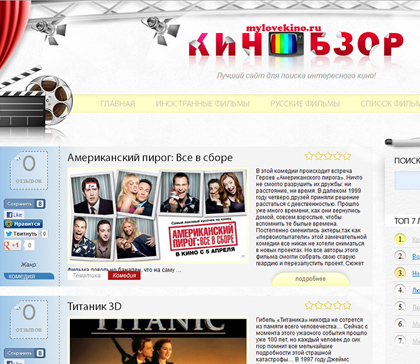 mylovekino.ru
КИНОБЗОР
Лучший сайт для поиска интересного кино!
ГЛАВНАЯ ИНОСТРАННЫЕ ФИЛЬМЫ РУССКИЕ ФИЛЬМЫ СПИСОК ФИЛЬМ
0
ОТЗЫВОВ
Сохранить
Like
Нравится
Твитнуть 0
+1 0
Жанр:
комедия
Американский пирог: Все в сборе
АМЕРИКАНСКИЙ
ПИРОГ:
ВСЕ В СБОРЕ
В КИНО С 5 АПРЕЛЯ
В этой комедии происходит встреча
Героев «Американского пирога». Ничто
не смогло разрушить их дружбы: ни
расстояние, ни время. В далеком 1999
году четверо друзей приняли решение
расстаться с девственностью. Прошло
уже много времени, как они вернулись
домой, совсем взрослые, чтобы
вспомнить те былые времена.
Постепенно сменились актеры,так как
«первоиспытатели» этой замечательной
комедии все никак не хотели сниматься
в новых проектах. Но все авторы этого
фильма смогли собрать свою старую
гвардию и перезапустить проект. Сюжет
фильма довольно банален, что на саму ...
Тематика: Комедия
подробнее
ПОИСК
ТОП 7
1.
2.
3.
4.
5.
6.
7.
0
ОТЗЫВОВ
Сохранить
Like
Титаник 3D
TITANIC
Гибель «Титаника» никогда не сотрется
из памяти всего человечества... Сейчас с
момента этого ужасного события прошло
уже 100 лет, но каждый человек до сих
пор помнит все мельчайшие
подробности этой страшной
катастрофы... В 1997 году Джеймс